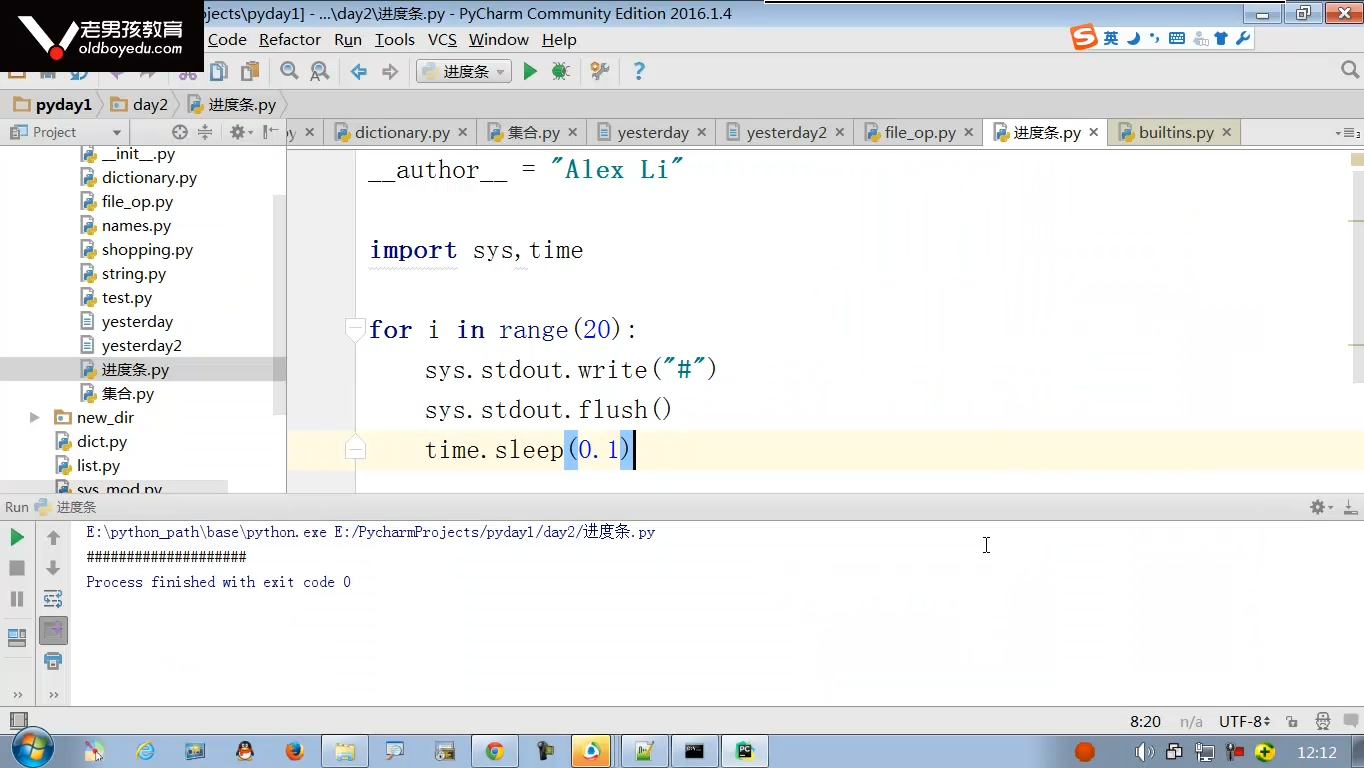 老男孩教育
oldboyedu.com
ojects\pyday1] - ...\day2\进度条.py - PyCharm Community Edition 2016.1.4
Code Refactor Run Tools VCS Window Help
英
进度条
pyday1 day2 进度条.py
Project
py dictionary.py 集合.py yesterday yesterday2 file_op.py 进度条.py builtins.py
__init__.py
dictionary.py
file_op.py
names.py
shopping.py
string.py
test.py
yesterday
yesterday2
进度条.py
集合.py
new_dir
dict.py
list.py
sys_mod.py
__author__ = "Alex Li"
import sys,time
for i in range(20):
sys.stdout.write("#")
sys.stdout.flush()
time.sleep(0.1)
Run 进度条
E:\python_path\base\python.exe E:/PycharmProjects/pyday1/day2/进度条.py
####################
Process finished with exit code 0
8:20 n/a UTF-8
12:12